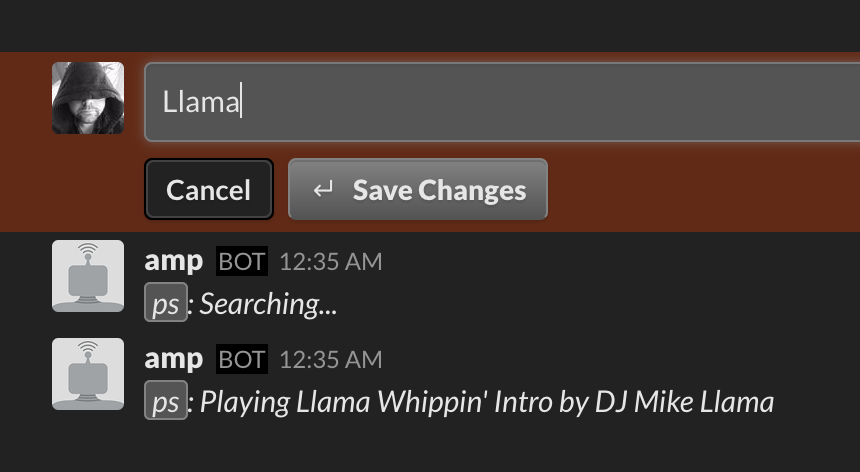 Llama
Cancel
↵ Save Changes
amp BOT 12:35 AM
ps: Searching...
amp BOT 12:35 AM
ps: Playing Llama Whippin' Intro by DJ Mike Llama